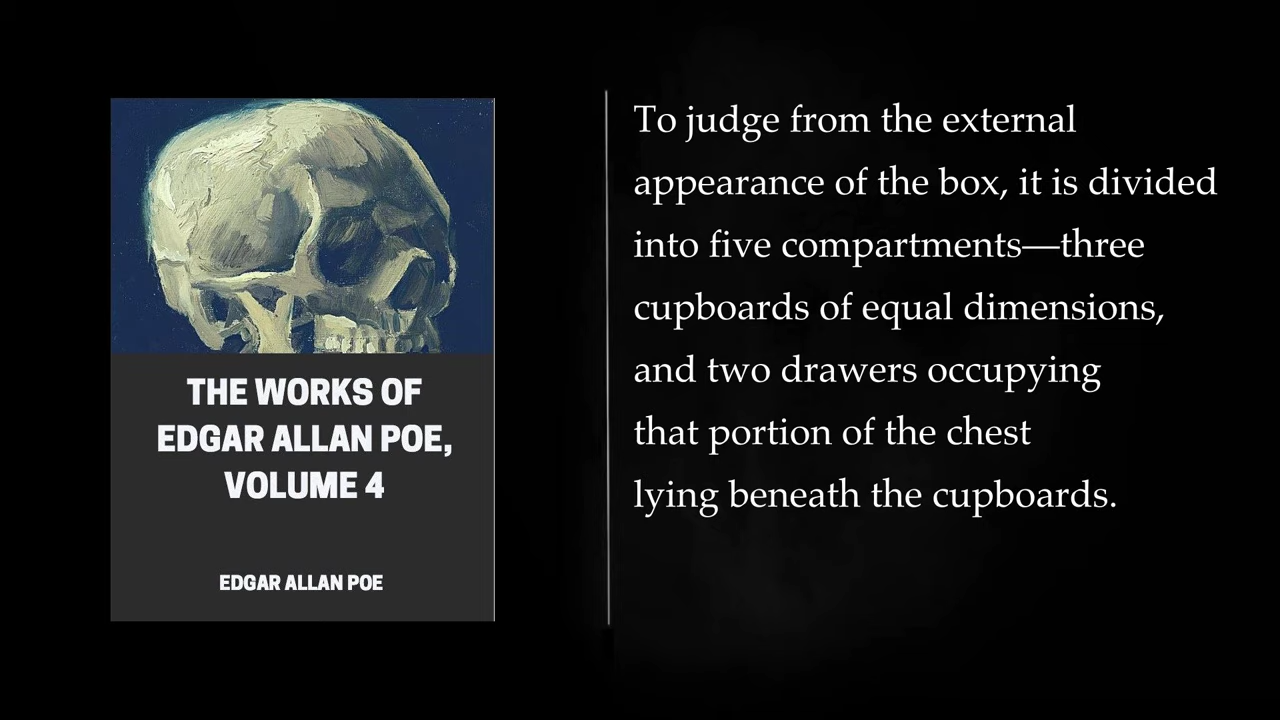 THE WORKS OF
EDGAR ALLAN POE,
VOLUME 4
EDGAR ALLAN POE
To judge from the external
appearance of the box, it is divided
into five compartments—three
cupboards of equal dimensions,
and two drawers occupying
that portion of the chest
lying beneath the cupboards.